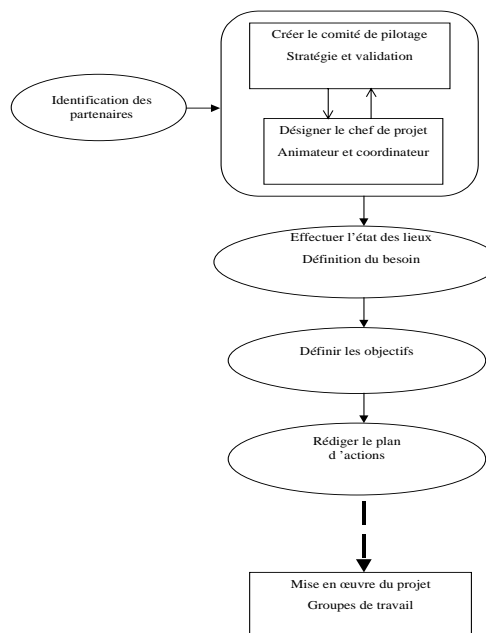 Créer le comité de pilotage
Stratégie et validation
Identification des
partenaires
Désigner le chef de projet
Animateur et coordinateur
Effectuer l’état des lieux
Définition du besoin
Définir les objectifs
Rédiger le plan
d ’actions
Mise en œuvre du projet
Groupes de travail